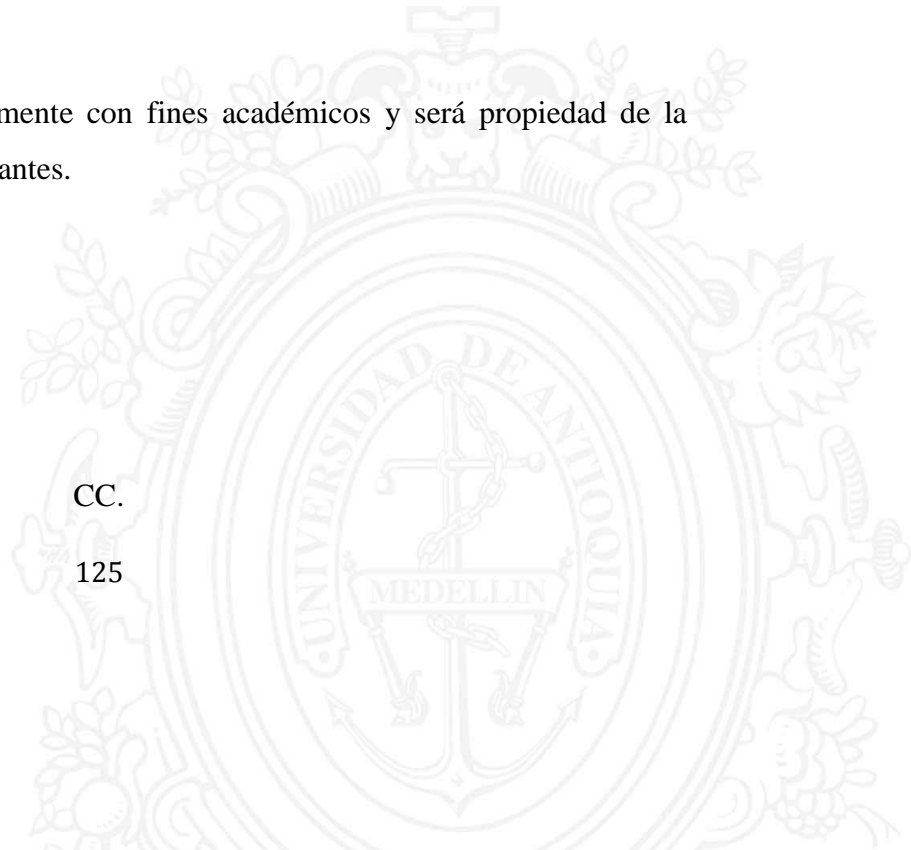 mente con fines académicos y será propiedad de la
antes.
UNIVERSIDAD DE ANTIOQUIA
CC.
MEDELLIN
125